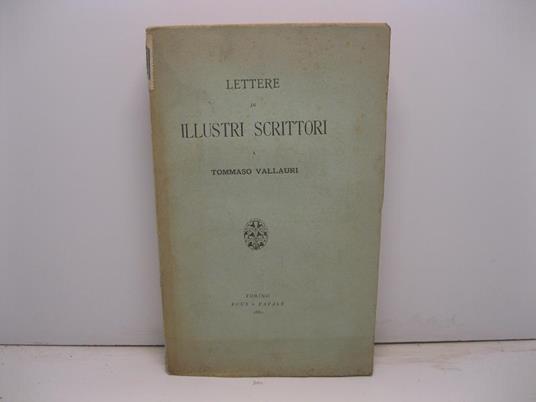 LETTERE
DI
ILLUSTRI SCRITTORI
A
TOMMASO VALLAURI
TORINO
ROUX E FAVALE